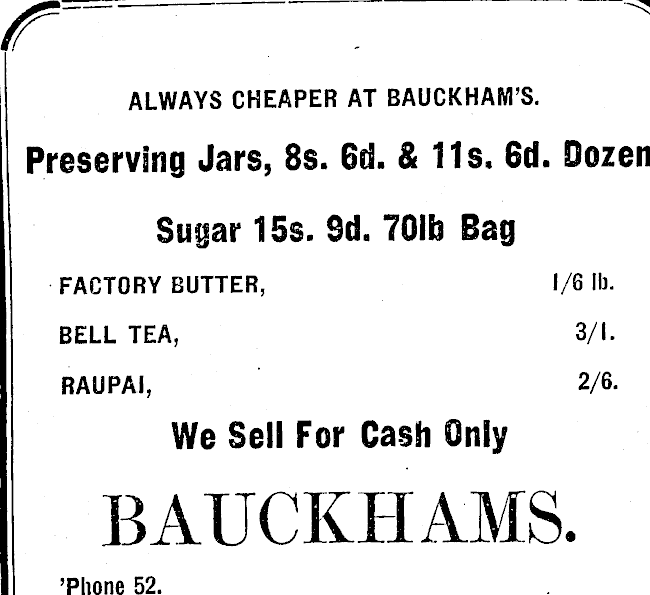 ALWAYS CHEAPER AT BAUCKHAM'S.
Preserving Jars, 8s. 6d. & 11s. 6d. Dozen
Sugar 15s. 9d. 70lb Bag
FACTORY BUTTER, 1/6 lb.
BELL TEA, 3/1.
RAUPAI, 2/6.
We Sell For Cash Only
BAUCKHAMS.
'Phone 52.